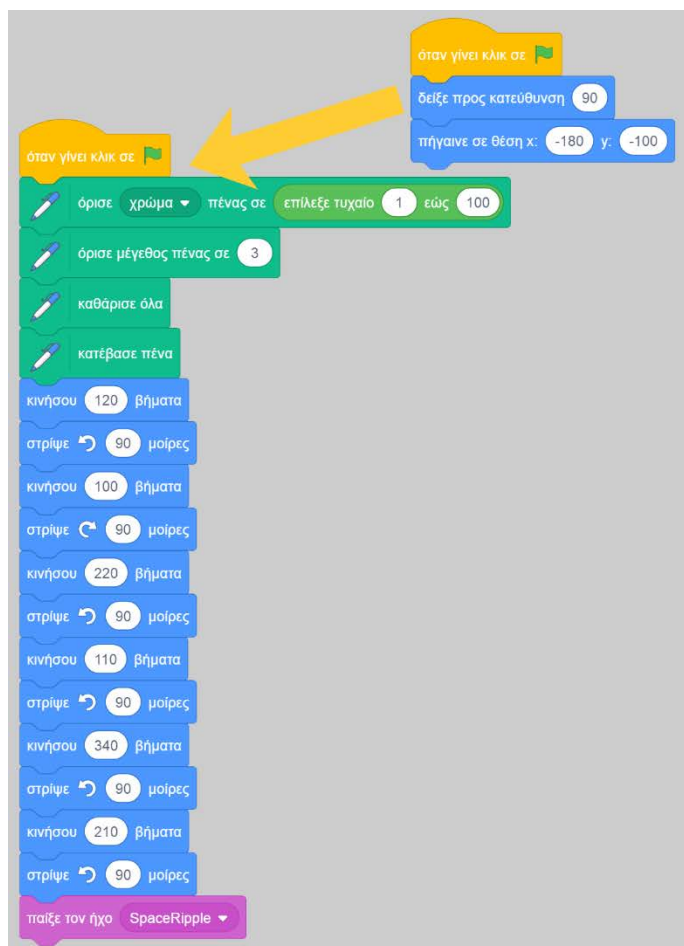 όταν γίνει κλικ σε
δείξε προς κατεύθυνση 90
πήγαινε σε θέση x: -180 y: -100
όταν γίνει κλικ σε
όρισε χρώμα πένας σε επίλεξε τυχαίο 1 εώς 100
όρισε μέγεθος πένας σε 3
καθάρισε όλα
κατέβασε πένα
κινήσου 120 βήματα
στρίψε 90 μοίρες
κινήσου 100 βήματα
στρίψε 90 μοίρες
κινήσου 220 βήματα
στρίψε 90 μοίρες
κινήσου 110 βήματα
στρίψε 90 μοίρες
κινήσου 340 βήματα
στρίψε 90 μοίρες
κινήσου 210 βήματα
στρίψε 90 μοίρες
παίξε τον ήχο SpaceRipple